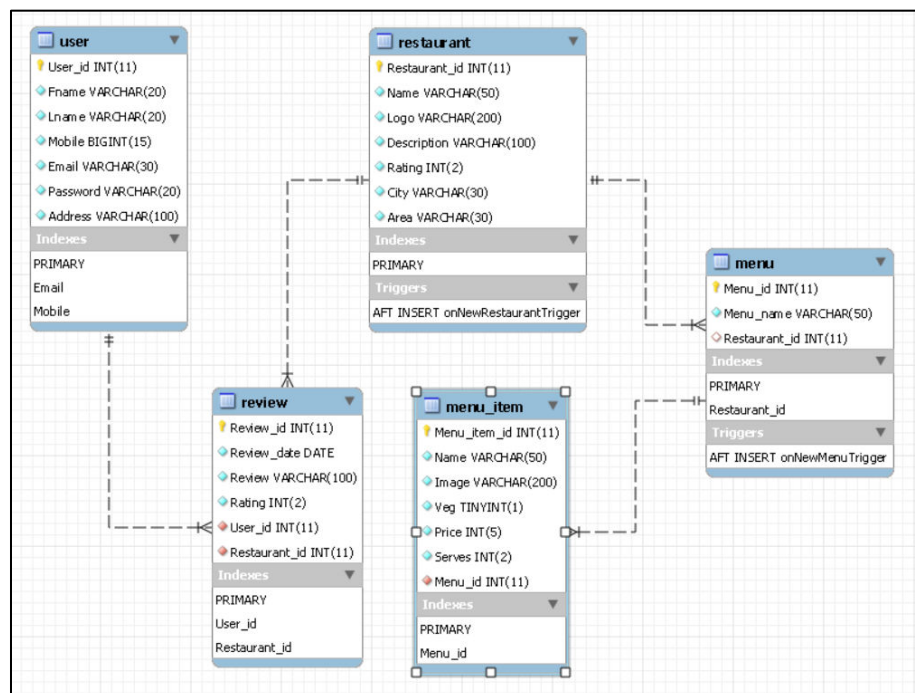 user
User_id INT(11)
Fname VARCHAR(20)
Lname VARCHAR(20)
Mobile BIGINT(15)
Email VARCHAR(30)
Password VARCHAR(20)
Address VARCHAR(100)
Indexes
PRIMARY
Email
Mobile
restaurant
Restaurant_id INT(11)
Name VARCHAR(50)
Logo VARCHAR(200)
Description VARCHAR(100)
Rating INT(2)
City VARCHAR(30)
Area VARCHAR(30)
Indexes
PRIMARY
Triggers
AFT INSERT onNewRestaurantTrigger
menu
Menu_id INT(11)
Menu_name VARCHAR(50)
Restaurant_id INT(11)
Indexes
PRIMARY
Restaurant_id
Triggers
AFT INSERT onNewMenuTrigger
review
Review_id INT(11)
Review_date DATE
Review VARCHAR(100)
Rating INT(2)
User_id INT(11)
Restaurant_id INT(11)
Indexes
PRIMARY
User_id
Restaurant_id
menu_item
Menu_item_id INT(11)
Name VARCHAR(50)
Image VARCHAR(200)
Veg TINYINT(1)
Price INT(5)
Serves INT(2)
Menu_id INT(11)
Indexes
PRIMARY
Menu_id